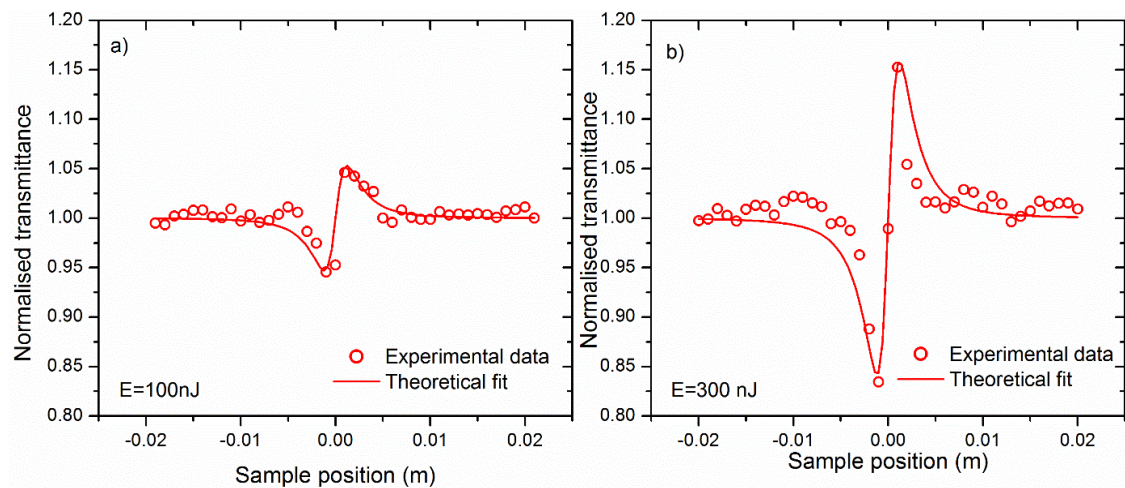 a)
Normalised transmittance
1.20
1.15
1.10
1.05
1.00
0.95
0.90
0.85
0.80
Experimental data
Theoretical fit
E=100nJ
-0.02 -0.01 0.00 0.01 0.02
Sample position (m)
b)
Normalised transmittance
1.20
1.15
1.10
1.05
1.00
0.95
0.90
0.85
0.80
Experimental data
Theoretical fit
E=300 nJ
-0.02 -0.01 0.00 0.01 0.02
Sample position (m)